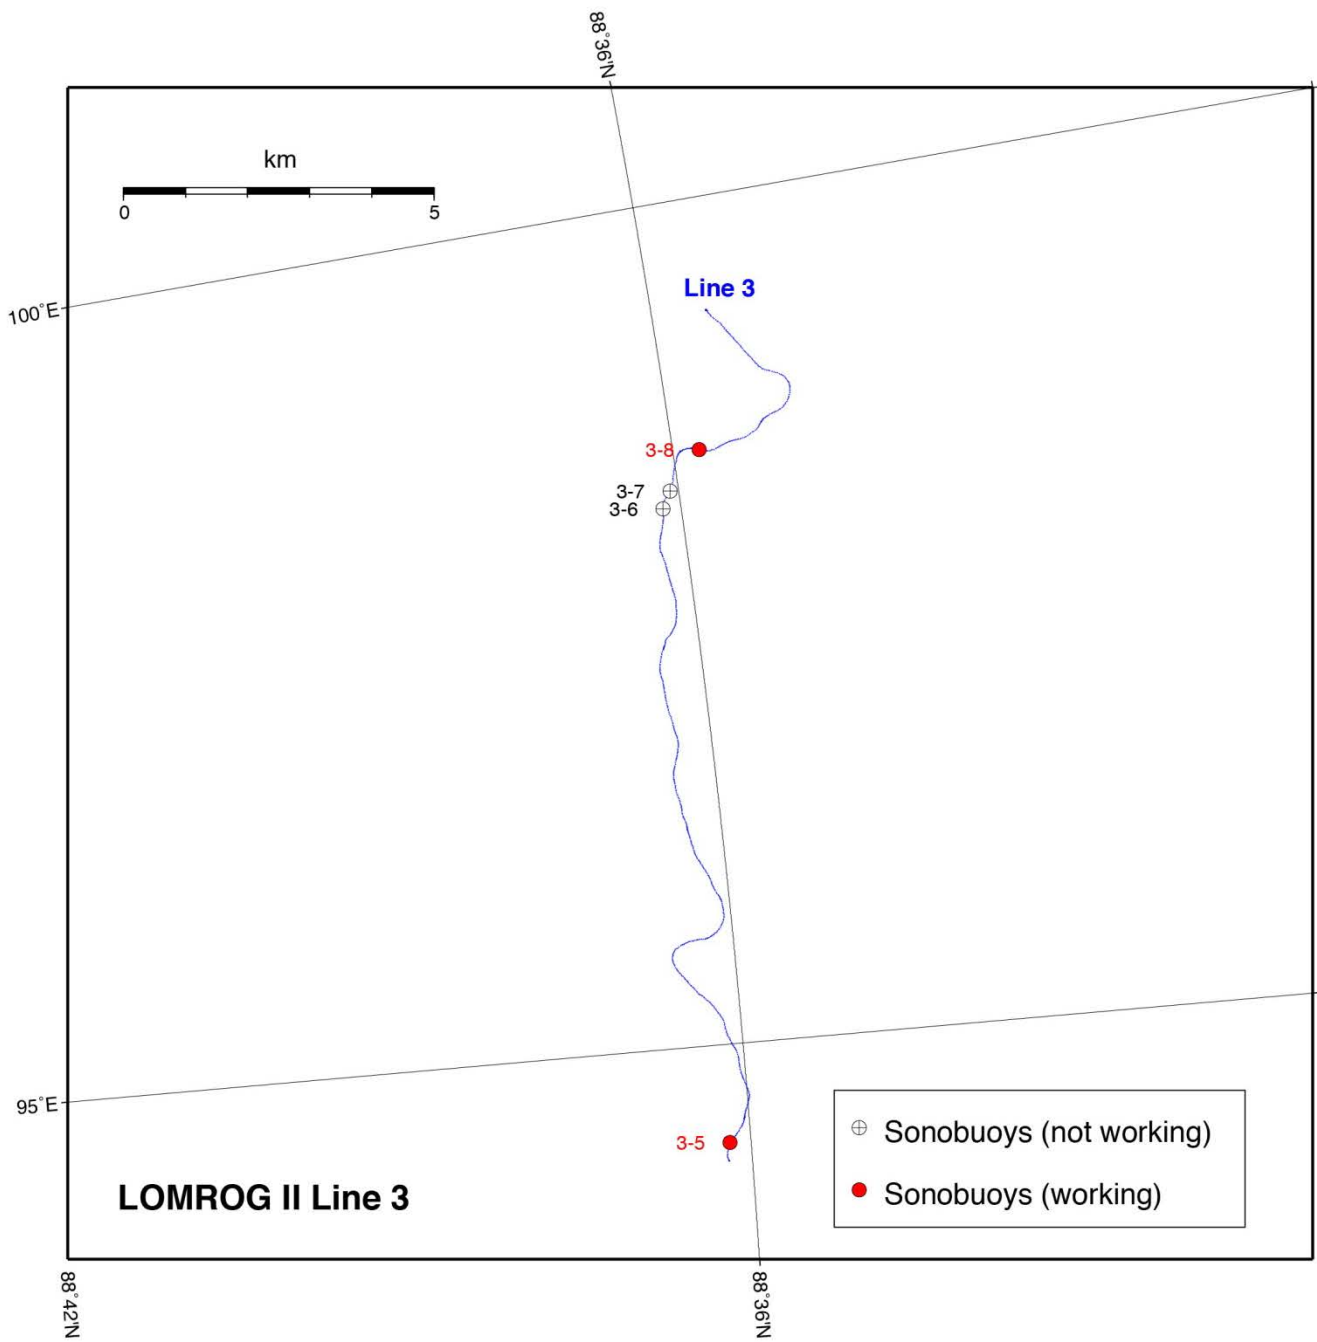 88°36'N
km
0 5
100°E
Line 3
3-8
3-7
3-6
95°E
3-5
Sonobuoys (not working)
Sonobuoys (working)
LOMROG II Line 3
88°42'N
88°36'N